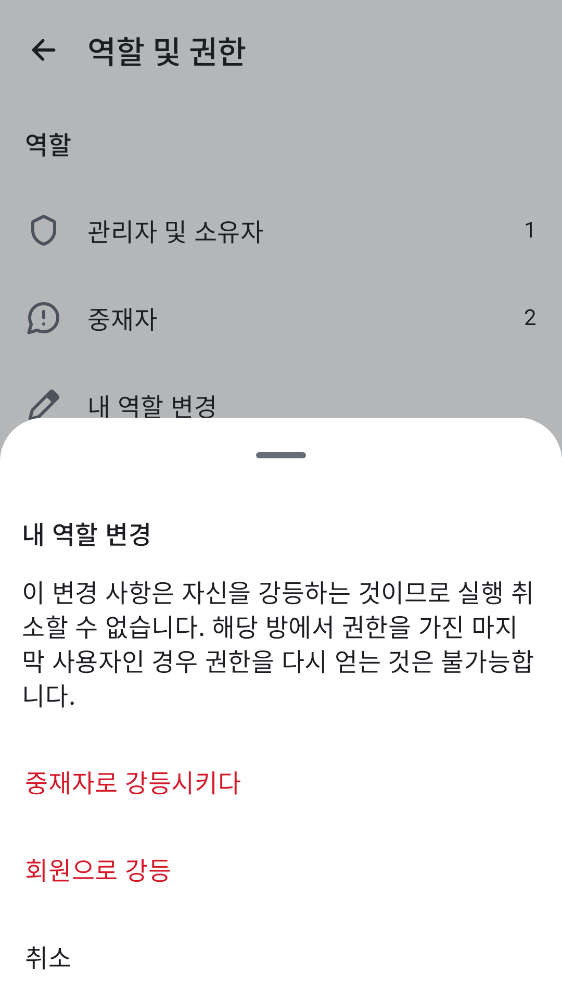 역할 및 권한
역할
관리자 및 소유자 1
중재자 2
내 역할 변경
내 역할 변경
이 변경 사항은 자신을 강등하는 것이므로 실행 취
소할 수 없습니다. 해당 방에서 권한을 가진 마지
막 사용자인 경우 권한을 다시 얻는 것은 불가능합
니다.
중재자로 강등시키다
회원으로 강등
취소